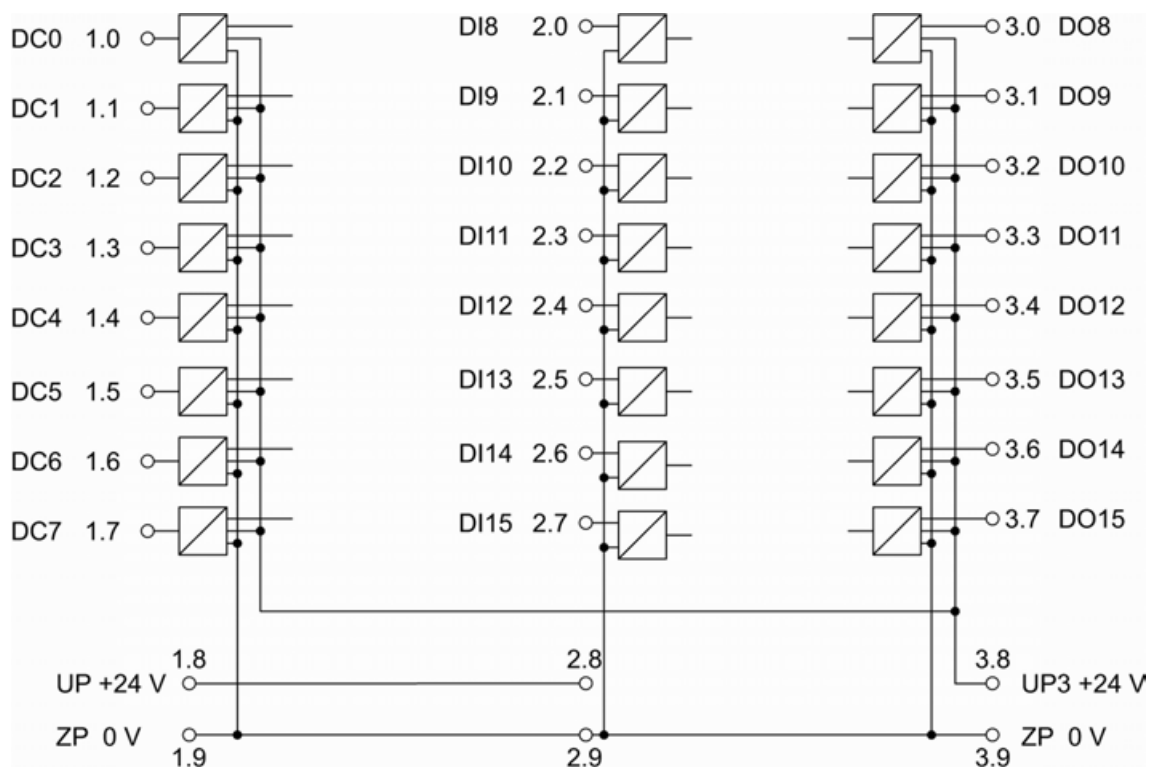 DC0 1.0 DI8 2.0 3.0 DO8
DC1 1.1 DI9 2.1 3.1 DO9
DC2 1.2 DI10 2.2 3.2 DO10
DC3 1.3 DI11 2.3 3.3 DO11
DC4 1.4 DI12 2.4 3.4 DO12
DC5 1.5 DI13 2.5 3.5 DO13
DC6 1.6 DI14 2.6 3.6 DO14
DC7 1.7 DI15 2.7 3.7 DO15
1.8 2.8 3.8
UP +24 V UP3 +24 V
ZP 0 V ZP 0 V
1.9 2.9 3.9